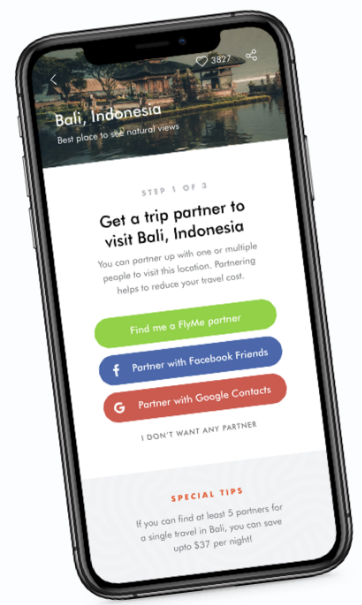 3827
Bali, Indonesia
Best place to see natural views
STEP 1 OF 3
Get a trip partner to
visit Bali, Indonesia
You can partner up with one or multiple
people to visit this location. Partnering
helps to reduce your travel cost.
Find me a FlyMe partner
f Partner with Facebook Friends
G Partner with Google Contacts
I DON'T WANT ANY PARTNER
SPECIAL TIPS
If you can find at least 5 partners for
a single travel in Bali, you can save
upto $37 per night!